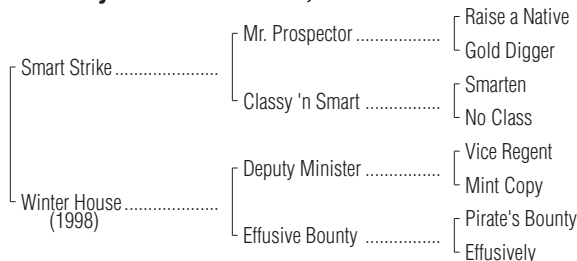 Raise a Native
Mr. Prospector ..................
Gold Digger
Smart Strike ......................
Smarten
Classy 'n Smart ................
No Class
Vice Regent
Deputy Minister ................
Mint Copy
Winter House ....................
(1998)
Pirate's Bounty
Effusive Bounty ................
Effusively